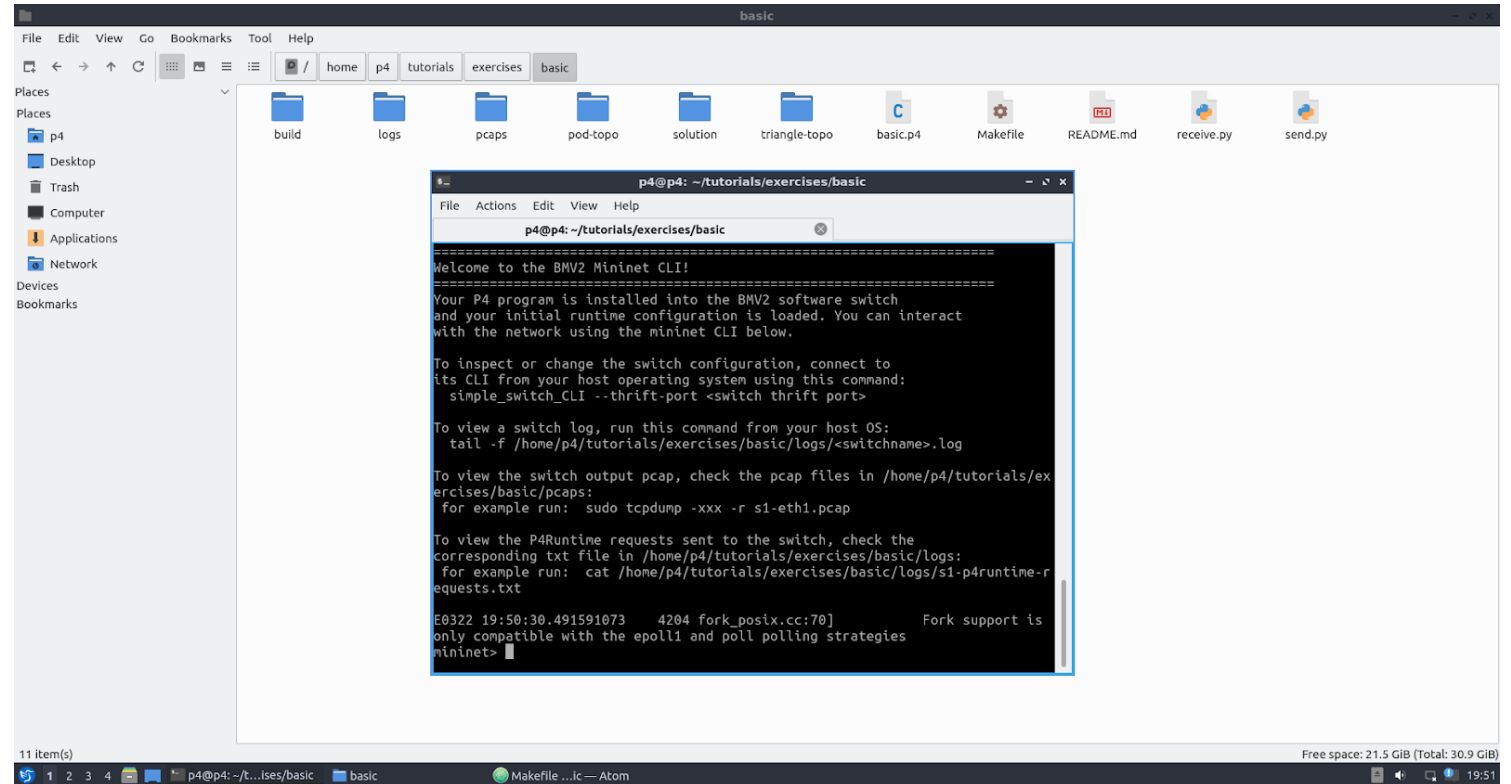 basic
File Edit View Go Bookmarks Tool Help
/ home p4 tutorials exercises basic
Places
Places
p4
Desktop
Trash
Computer
Applications
Network
Devices
Bookmarks
build logs pcaps pod-topo solution triangle-topo basic.p4 Makefile README.md receive.py send.py
p4@p4: ~/tutorials/exercises/basic
File Actions Edit View Help
p4@p4: ~/tutorials/exercises/basic
======================================================================
Welcome to the BMV2 Mininet CLI!
======================================================================
Your P4 program is installed into the BMV2 software switch
and your initial runtime configuration is loaded. You can interact
with the network using the mininet CLI below.
To inspect or change the switch configuration, connect to
its CLI from your host operating system using this command:
simple_switch_CLI --thrift-port <switch thrift port>
To view a switch log, run this command from your host OS:
tail -f /home/p4/tutorials/exercises/basic/logs/<switchname>.log
To view the switch output pcap, check the pcap files in /home/p4/tutorials/ex
ercises/basic/pcaps:
for example run:  sudo tcpdump -xxx -r s1-eth1.pcap
To view the P4Runtime requests sent to the switch, check the
corresponding txt file in /home/p4/tutorials/exercises/basic/logs:
for example run:  cat /home/p4/tutorials/exercises/basic/logs/s1-p4runtime-r
equests.txt
E0322 19:50:30.491591073    4204 fork_posix.cc:70]           Fork support is
only compatible with the epoll1 and poll polling strategies
mininet>
11 item(s)
Free space: 21.5 GiB (Total: 30.9 GiB)
1 2 3 4 p4@p4: ~/t...ises/basic basic Makefile ...ic — Atom 19:51